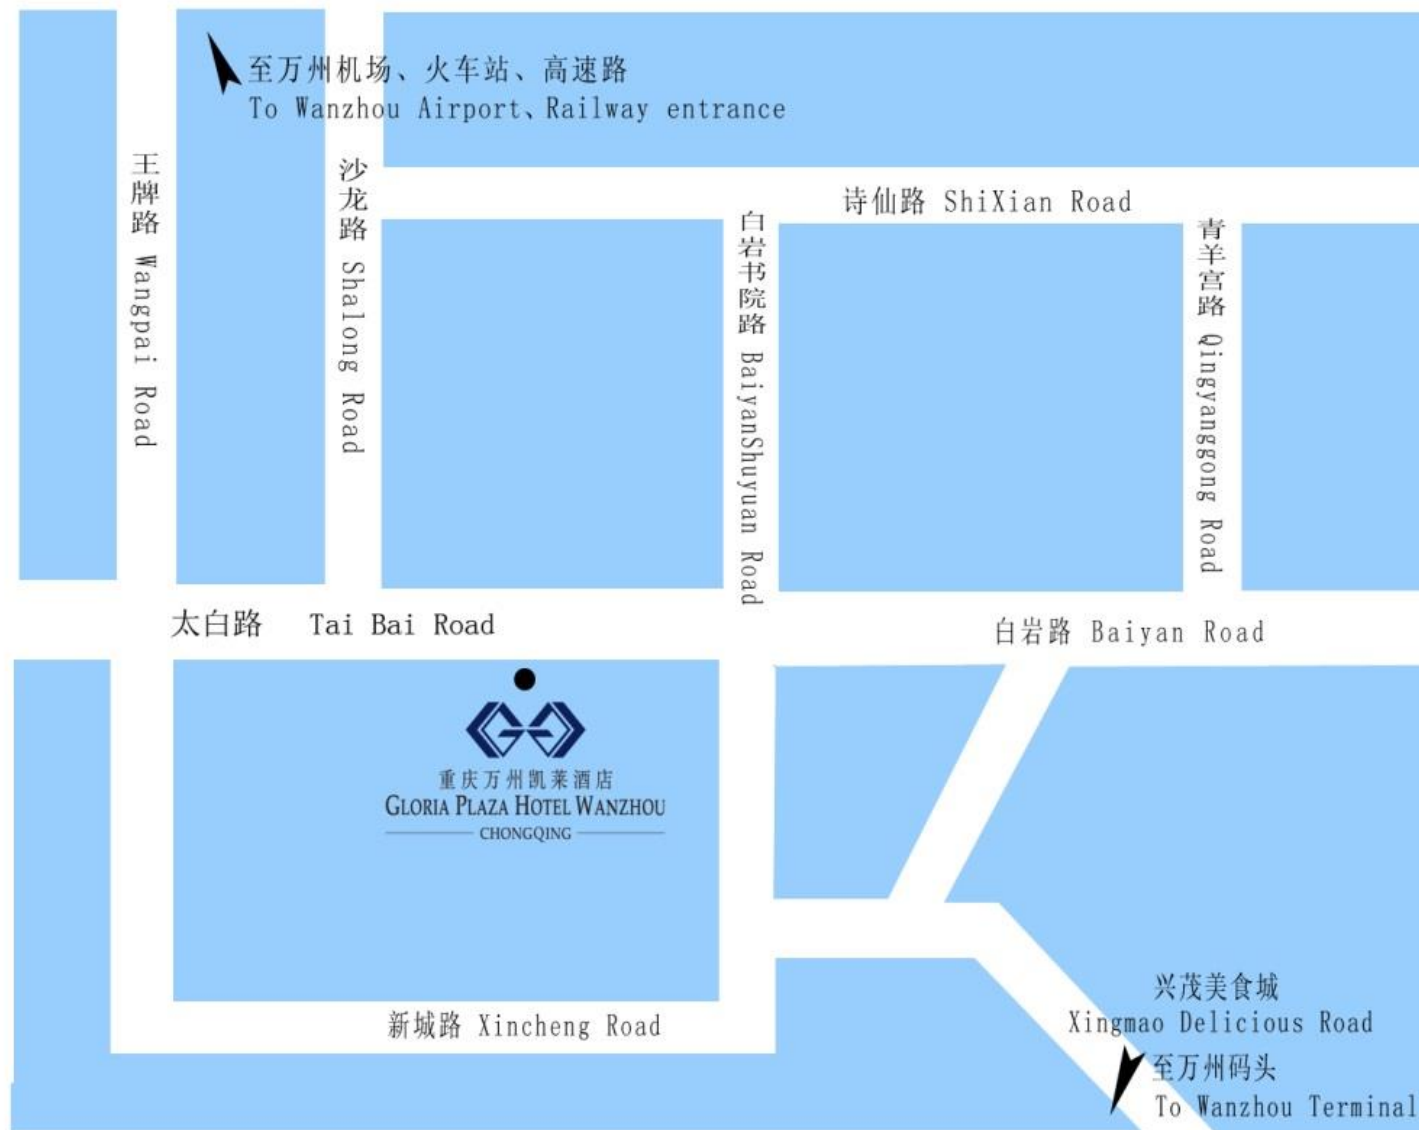 至万州机场、火车站、高速路
To Wanzhou Airport、Railway entrance
王牌路 Wangpai Road
沙龙路 Shalong Road
诗仙路 ShiXian Road
白岩书院路 BaiyanShuyuan Road
青羊宫路 Qingyanggong Road
太白路 Tai Bai Road
白岩路 Baiyan Road
重庆万州凯莱酒店
GLORIA PLAZA HOTEL WANZHOU
CHONGQING
新城路 Xincheng Road
兴茂美食城
Xingmao Delicious Road
至万州码头
To Wanzhou Terminal